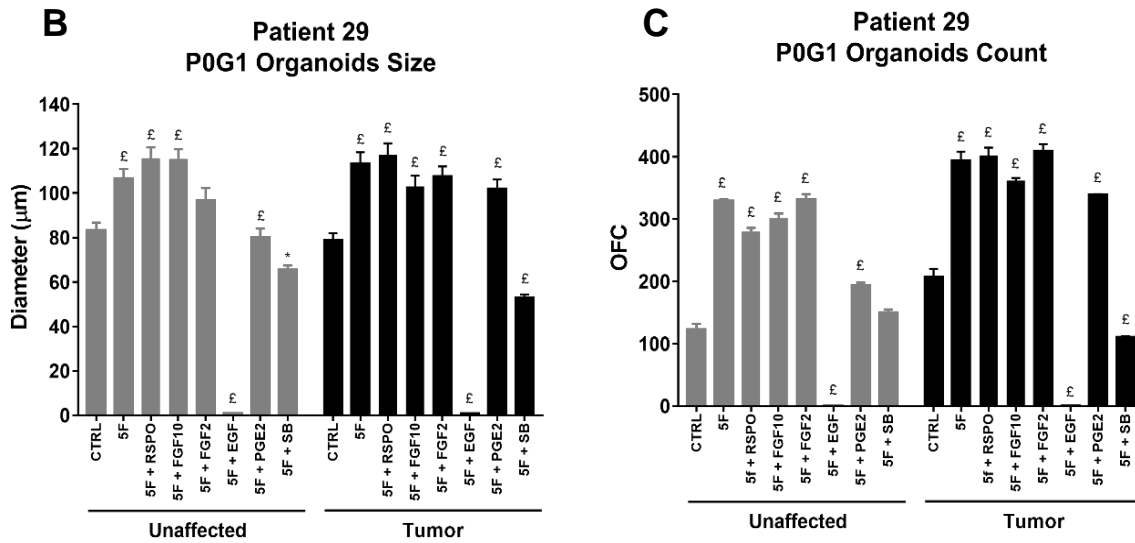 B
Patient 29
P0G1 Organoids Size
Diameter (μm)
140
120
100
80
60
40
20
0
£
£
£
£
£
*
£
£
£
£
£
£
£
CTRL
5F
5F + RSPO
5F + FGF10
5F + FGF2
5F + EGF
5F + PGE2
5F + SB
CTRL
5F
5F + RSPO
5F + FGF10
5F + FGF2
5F + EGF
5F + PGE2
5F + SB
Unaffected
Tumor
C
Patient 29
P0G1 Organoids Count
OFC
500
400
300
200
100
0
£
£
£
£
£
£
£
£
£
£
£
£
£
CTRL
5F
5f + RSPO
5F + FGF10
5F + FGF2
5F + EGF
5F + PGE2
5F + SB
CTRL
5F
5F + RSPO
5F + FGF10
5F + FGF2
5F + EGF
5F + PGE2
5F + SB
Unaffected
Tumor